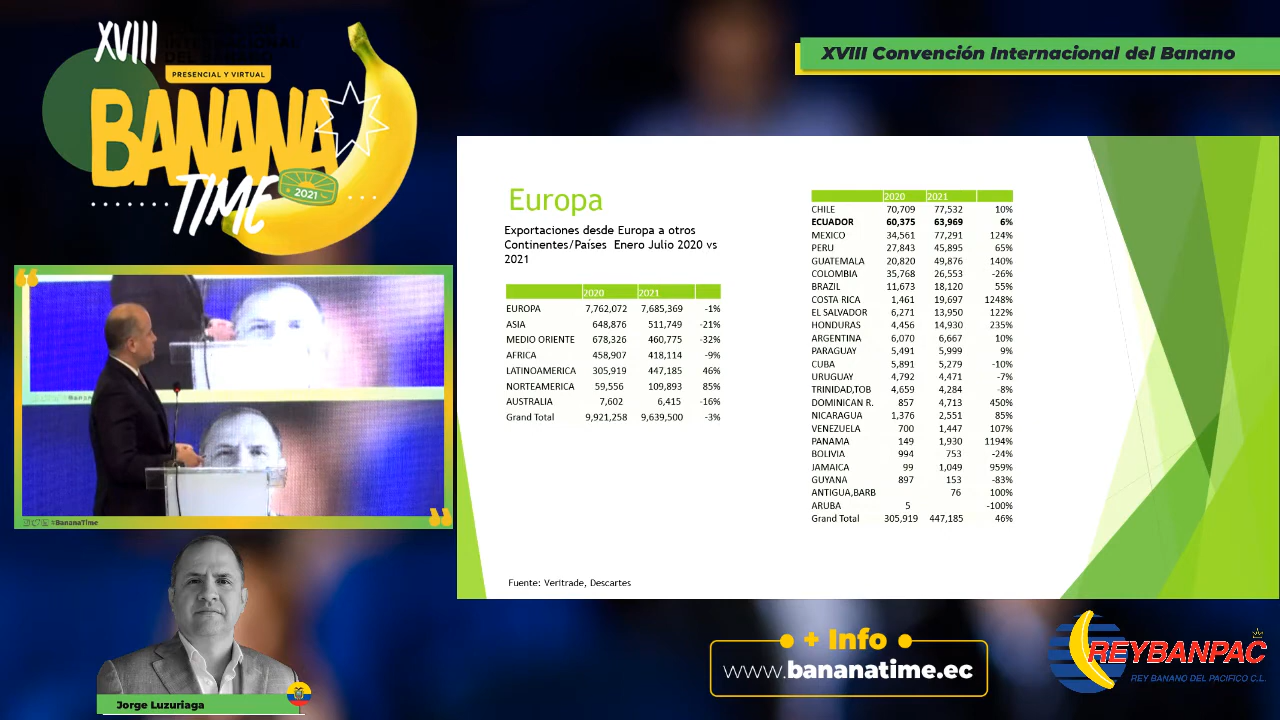 XVIII
PRESENCIAL Y VIRTUAL
BANANA
TIME
2021
XVIII Convención Internacional del Banano
Europa
Exportaciones desde Europa a otros
Continentes/Países Enero Julio 2020 vs
2021
2020 2021
EUROPA 7,762,072 7,685,369 -1%
ASIA 648,876 511,749 -21%
MEDIO ORIENTE 678,326 460,775 -32%
AFRICA 458,907 418,114 -9%
LATINOAMERICA 305,919 447,185 46%
NORTEAMERICA 59,556 109,893 85%
AUSTRALIA 7,602 6,415 -16%
Grand Total 9,921,258 9,639,500 -3%
2020 2021
CHILE 70,709 77,532 10%
ECUADOR 60,375 63,969 6%
MEXICO 34,561 77,291 124%
PERU 27,843 45,895 65%
GUATEMALA 20,820 49,876 140%
COLOMBIA 35,768 26,553 -26%
BRAZIL 11,673 18,120 55%
COSTA RICA 1,461 19,697 1248%
EL SALVADOR 6,271 13,950 122%
HONDURAS 4,456 14,930 235%
ARGENTINA 6,070 6,667 10%
PARAGUAY 5,491 5,999 9%
CUBA 5,891 5,279 -10%
URUGUAY 4,792 4,471 -7%
TRINIDAD,TOB 4,659 4,284 -8%
DOMINICAN R. 857 4,713 450%
NICARAGUA 1,376 2,551 85%
VENEZUELA 700 1,447 107%
PANAMA 149 1,930 1194%
BOLIVIA 994 753 -24%
JAMAICA 99 1,049 959%
GUYANA 897 153 -83%
ANTIGUA,BARB 76 100%
ARUBA 5 -100%
Grand Total 305,919 447,185 46%
Fuente: Veritrade, Descartes
#BananaTime
Jorge Luzuriaga
+ Info
www.bananatime.ec
REYBANPAC
REY BANANO DEL PACIFICO C.L.